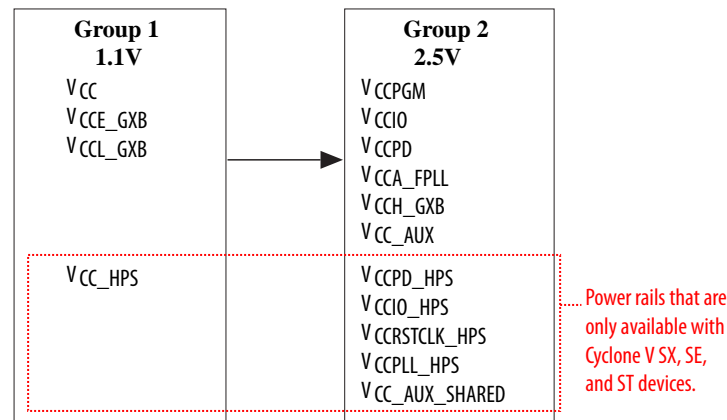 Group 1
1.1V
VCC
VCCE_GXB
VCCL_GXB
VCC_HPS
Group 2
2.5V
VCCPGM
VCCIO
VCCPD
VCCA_FPLL
VCCH_GXB
VCC_AUX
VCCPD_HPS
VCCIO_HPS
VCCRSTCLK_HPS
VCCPLL_HPS
VCC_AUX_SHARED
Power rails that are
only available with
Cyclone V SX, SE,
and ST devices.